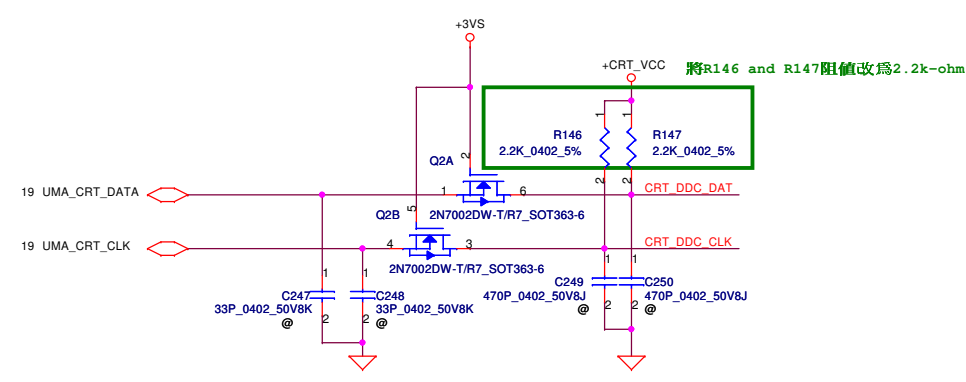 +3VS
+CRT_VCC
將R146 and R147阻值改為2.2k-ohm
1
1
R146
R147
2.2K_0402_5%
2.2K_0402_5%
Q2A
2
2
2
19 UMA_CRT_DATA
1
6
CRT_DDC_DAT
Q2B
5
2N7002DW-T/R7_SOT363-6
19 UMA_CRT_CLK
4
3
CRT_DDC_CLK
2N7002DW-T/R7_SOT363-6
1
1
1
1
C247
C248
C249
C250
33P_0402_50V8K
33P_0402_50V8K
470P_0402_50V8J
470P_0402_50V8J
2
2
2
2
@
@
@
@